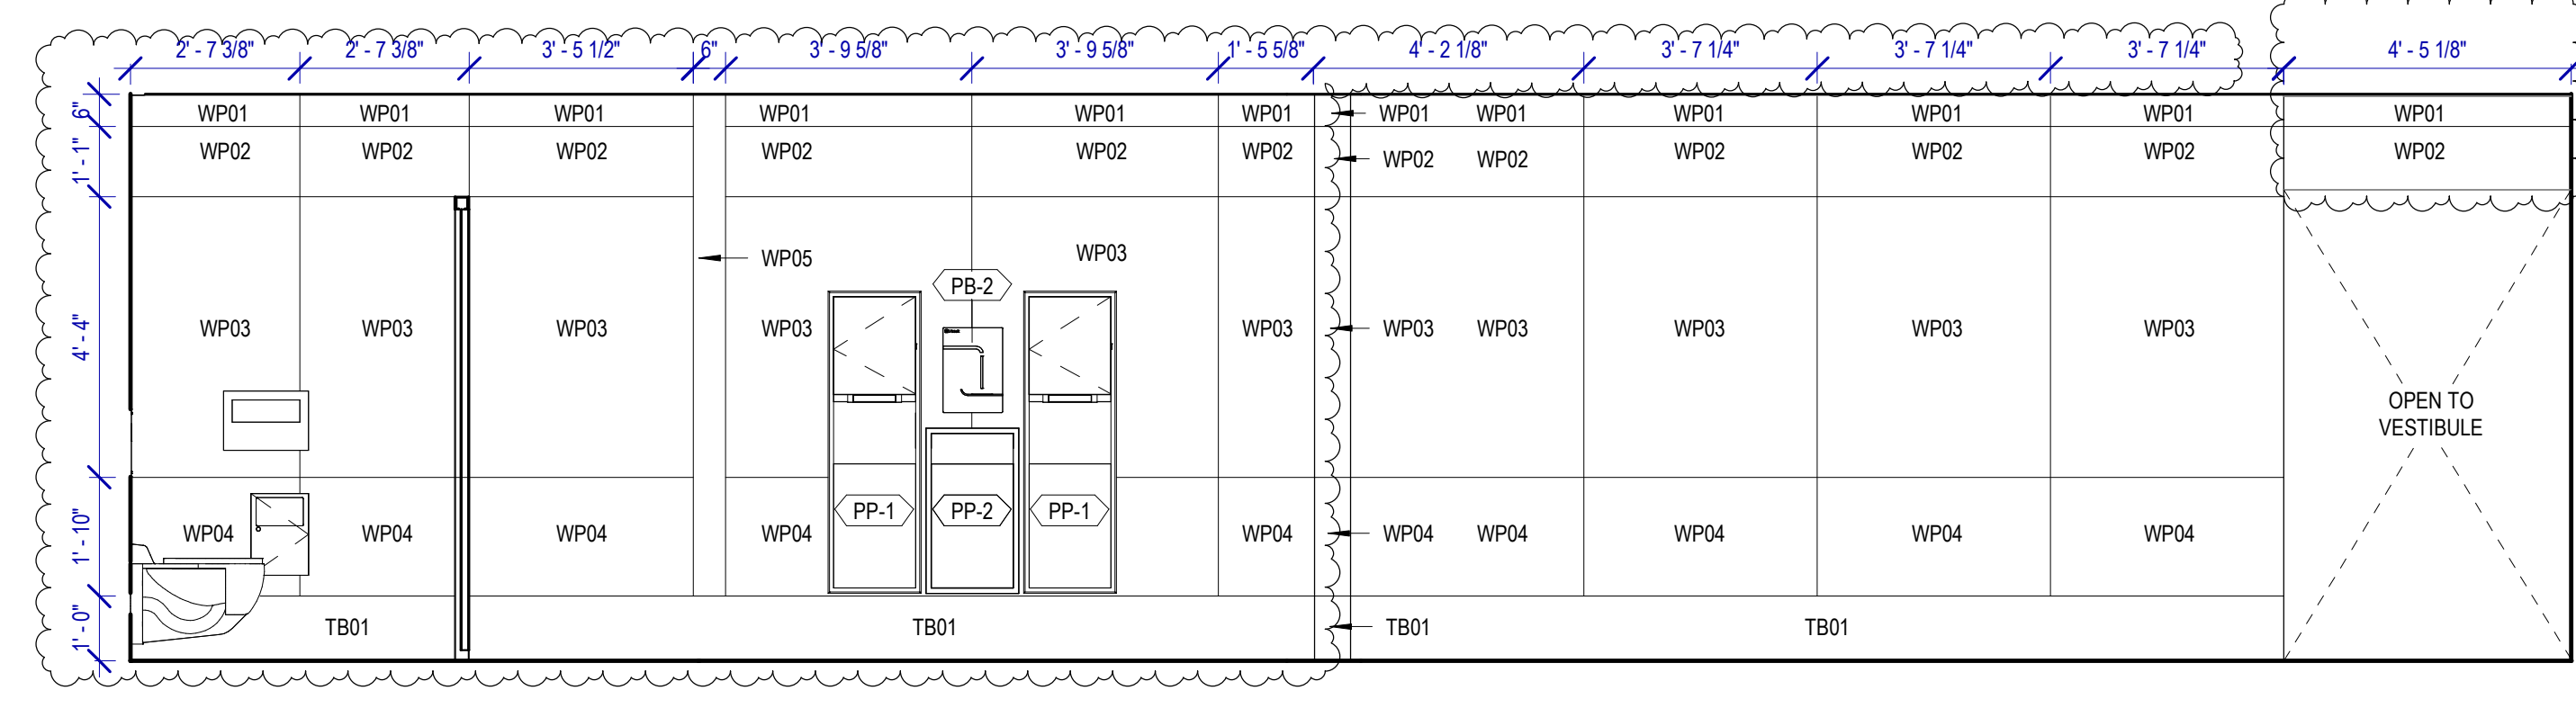 2' - 7 3/8" 2' - 7 3/8" 3' - 5 1/2" 6" 3' - 9 5/8" 3' - 9 5/8" 1' - 5 5/8" 4' - 2 1/8" 3' - 7 1/4" 3' - 7 1/4" 3' - 7 1/4" 4' - 5 1/8"
6" WP01 WP01 WP01 WP01 WP01 WP01 WP01 WP01 WP01 WP01 WP01 WP01
1' - 1" WP02 WP02 WP02 WP02 WP02 WP02 WP02 WP02 WP02 WP02 WP02 WP02
WP05 WP03
PB-2
4' - 4" WP03 WP03 WP03 WP03 WP03 WP03 WP03 WP03 WP03 WP03
OPEN TO
VESTIBULE
PP-1 PP-2 PP-1
1' - 10" WP04 WP04 WP04 WP04 WP04 WP04 WP04 WP04 WP04 WP04
1' - 0" TB01 TB01 TB01 TB01